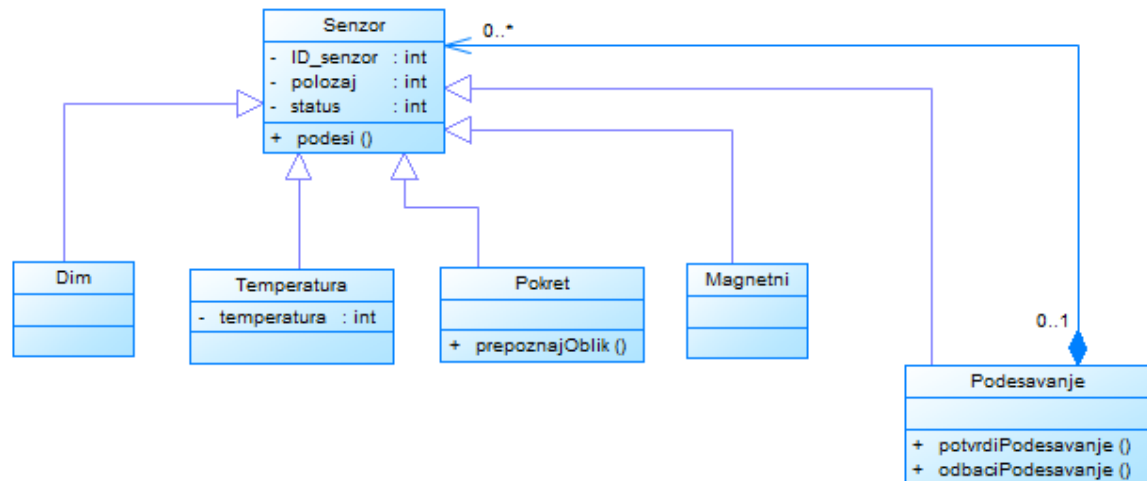 Senzor
- ID_senzor : int
- polozaj : int
- status : int
+ podesi ()
0..*
Dim
Temperatura
- temperatura : int
Pokret
+ prepoznajOblik ()
Magnetni
0..1
Podesavanje
+ potvrdiPodesavanje ()
+ odbaciPodesavanje ()